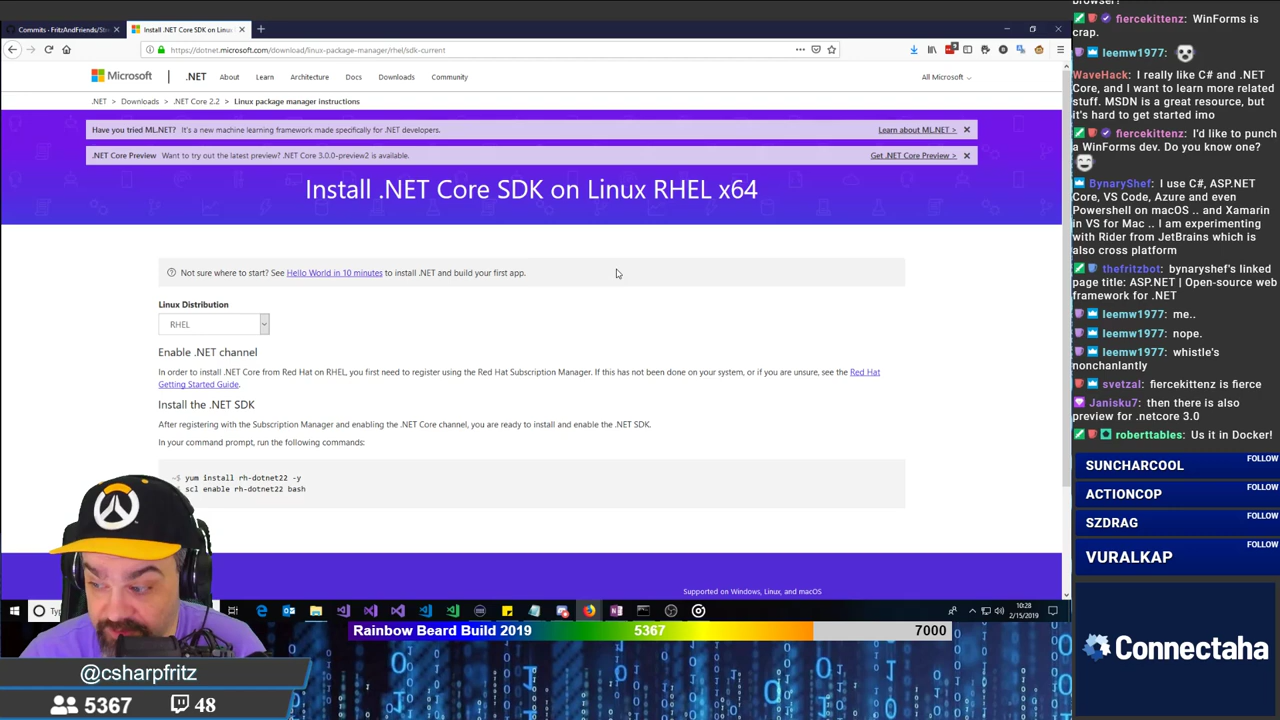 Commits · FritzAndFriends/Stre
Install .NET Core SDK on Linux
https://dotnet.microsoft.com/download/linux-package-manager/rhel/sdk-current
Microsoft
.NET
About
Learn
Architecture
Docs
Downloads
Community
All Microsoft
.NET > Downloads > .NET Core 2.2 > Linux package manager instructions
Have you tried ML.NET? It's a new machine learning framework made specifically for .NET developers.
Learn about ML.NET >
.NET Core Preview Want to try out the latest preview? .NET Core 3.0.0-preview2 is available.
Get .NET Core Preview >
Install .NET Core SDK on Linux RHEL x64
Not sure where to start? See Hello World in 10 minutes to install .NET and build your first app.
Linux Distribution
RHEL
Enable .NET channel
In order to install .NET Core from Red Hat on RHEL, you first need to register using the Red Hat Subscription Manager. If this has not been done on your system, or if you are unsure, see the Red Hat
Getting Started Guide.
Install the .NET SDK
After registering with the Subscription Manager and enabling the .NET Core channel, you are ready to install and enable the .NET SDK.
In your command prompt, run the following commands:
~$ yum install rh-dotnet22 -y
scl enable rh-dotnet22 bash
Supported on Windows, Linux, and macOS
10:28
2/15/2019
Rainbow Beard Build 2019
5367
7000
@csharpfritz
5367
48
browser!
fiercekittenz: WinForms is
crap.
leemw1977:
WaveHack: I really like C# and .NET
Core, and I want to learn more related
stuff. MSDN is a great resource, but
it's hard to get started imo
fiercekittenz: I'd like to punch
a WinForms dev. Do you know one?
BynaryShef: I use C#, ASP.NET
Core, VS Code, Azure and even
Powershell on macOS .. and Xamarin
in VS for Mac .. I am experimenting
with Rider from JetBrains which is
also cross platform
thefritzbot: bynaryshef's linked
page title: ASP.NET | Open-source web
framework for .NET
leemw1977: me..
leemw1977: nope.
leemw1977: whistle's
nonchanlantly
svetzal: fiercekittenz is fierce
Janisku7: then there is also
preview for .netcore 3.0
roberttables: Us it in Docker!
SUNCHARCOOL
FOLLOW
ACTIONCOP
FOLLOW
SZDRAG
FOLLOW
VURALKAP
FOLLOW
Connectaha